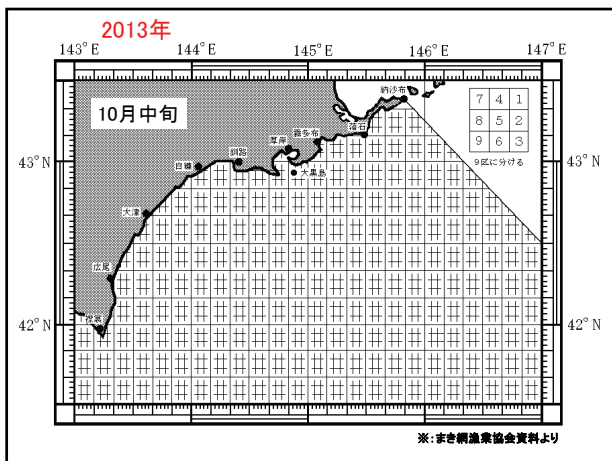 2013年
143°E
144°E
145°E
146°E
147°E
10月中旬
納沙布
落石
霧多布
厚岸
釧路
白糠
大黒島
大津
広尾
襟裳
7 4 1
8 5 2
9 6 3
9区に分ける
43°N
43°N
42°N
42°N
※：まき網漁業協会資料より